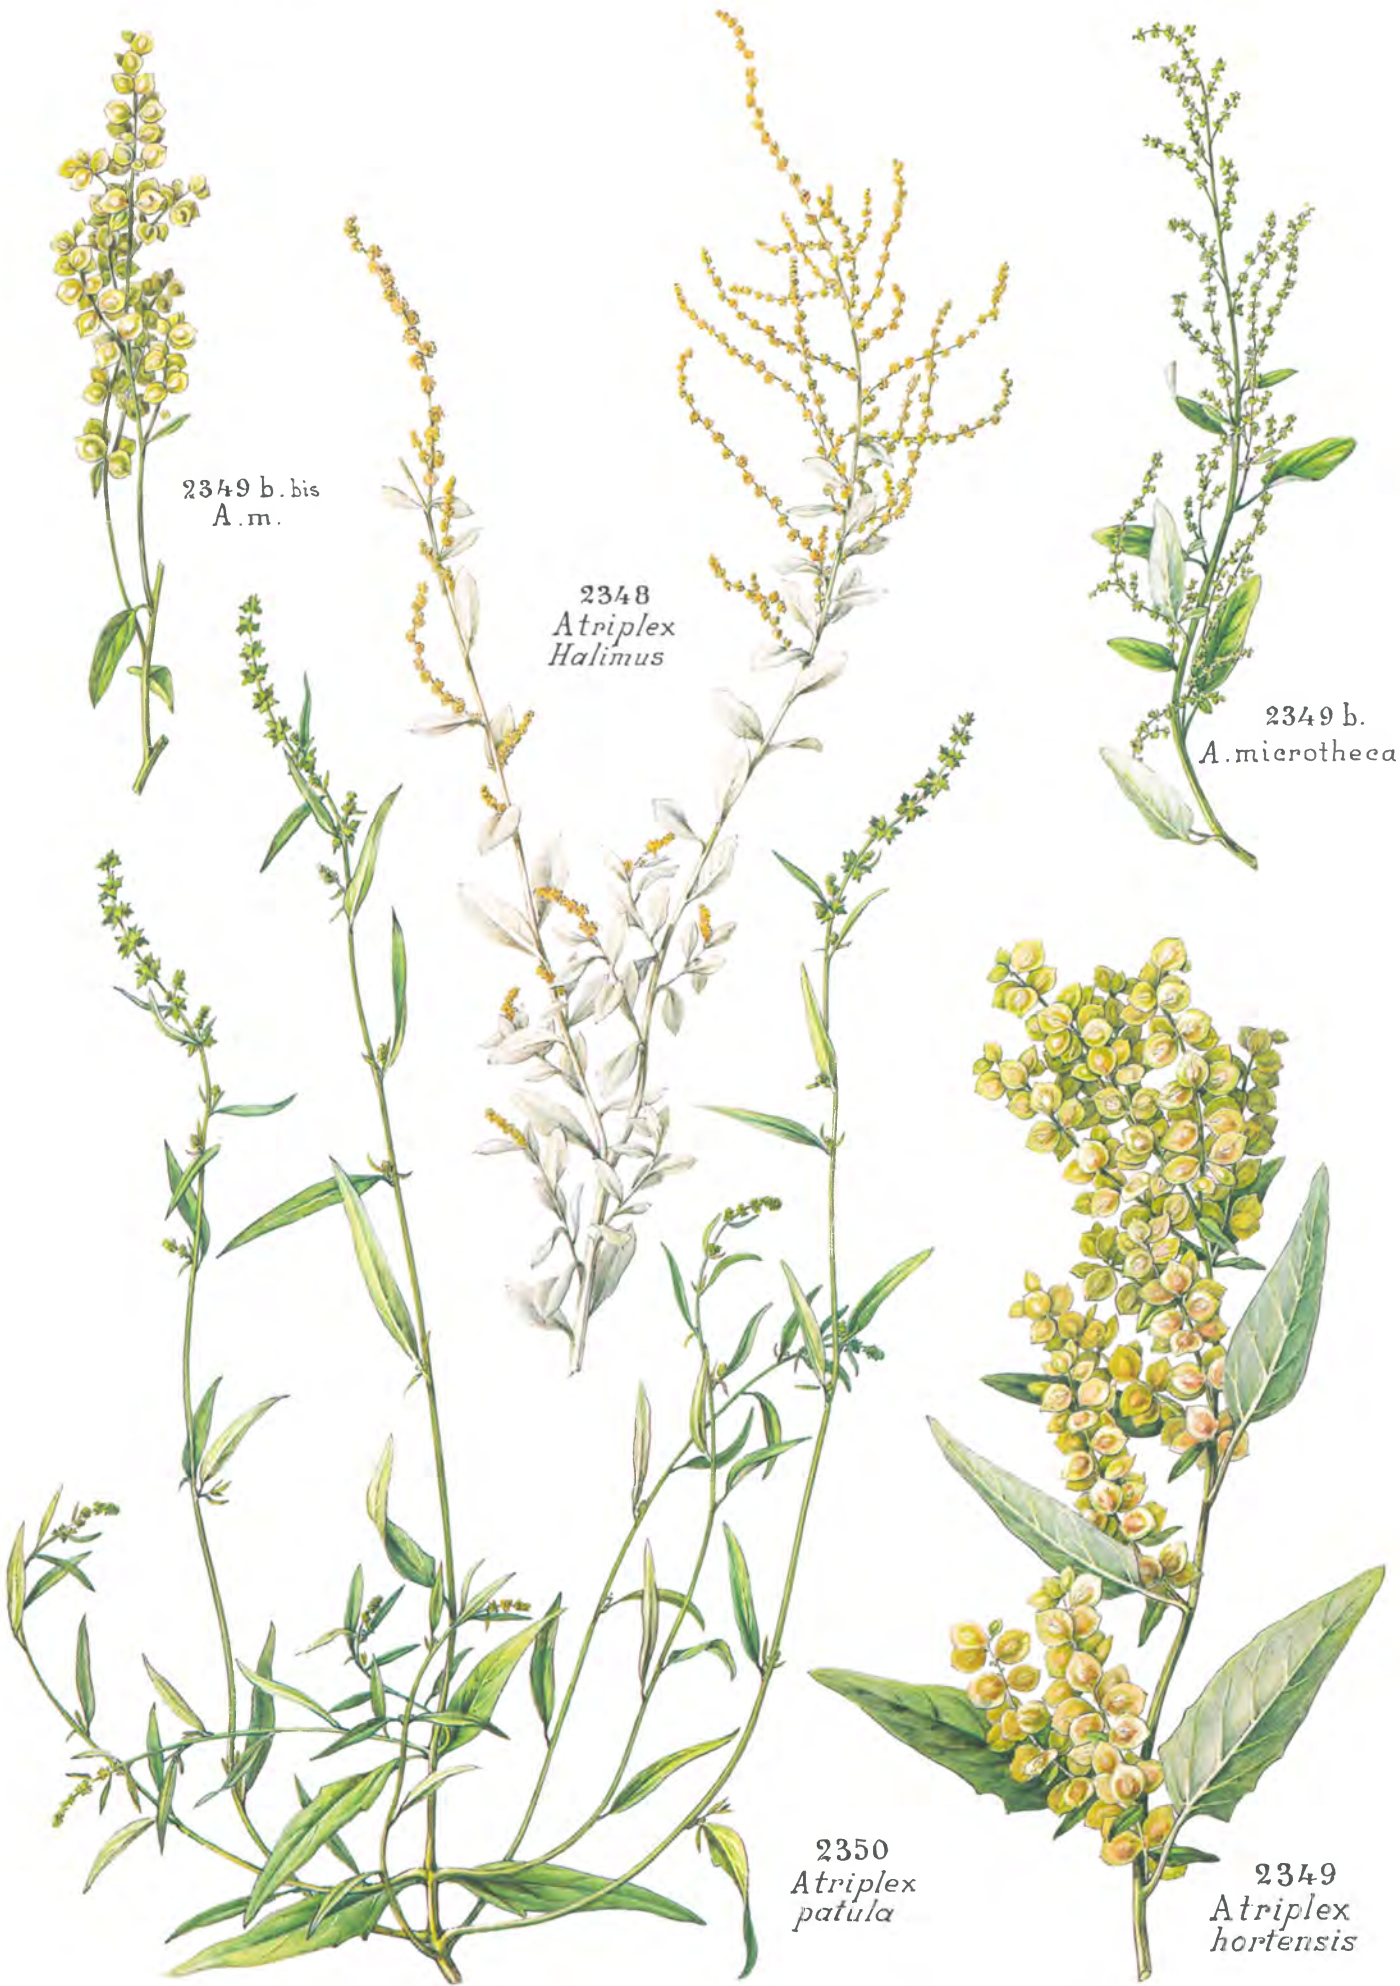 2349 b. bis
A. m.
2348
Atriplex
Halimus
2349 b.
A. microtheca
2350
Atriplex
patula
2349
Atriplex
hortensis